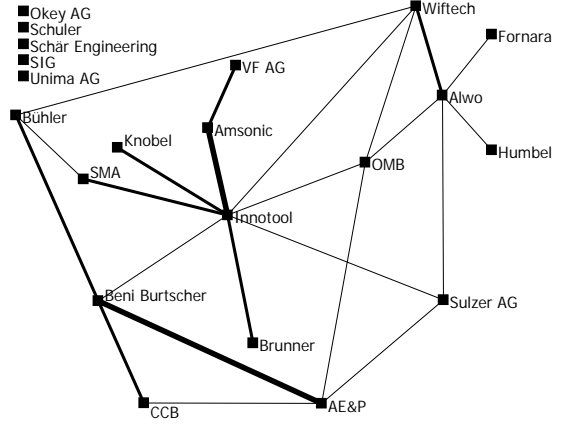 Okey AG
Schuler
Schär Engineering
SIG
Unima AG
Wiftech
Fornara
VF AG
Alwo
Bühler
Amsonic
Knobel
Humbel
OMB
SMA
Innotool
Beni Burtscher
Sulzer AG
Brunner
AE&P
CCB